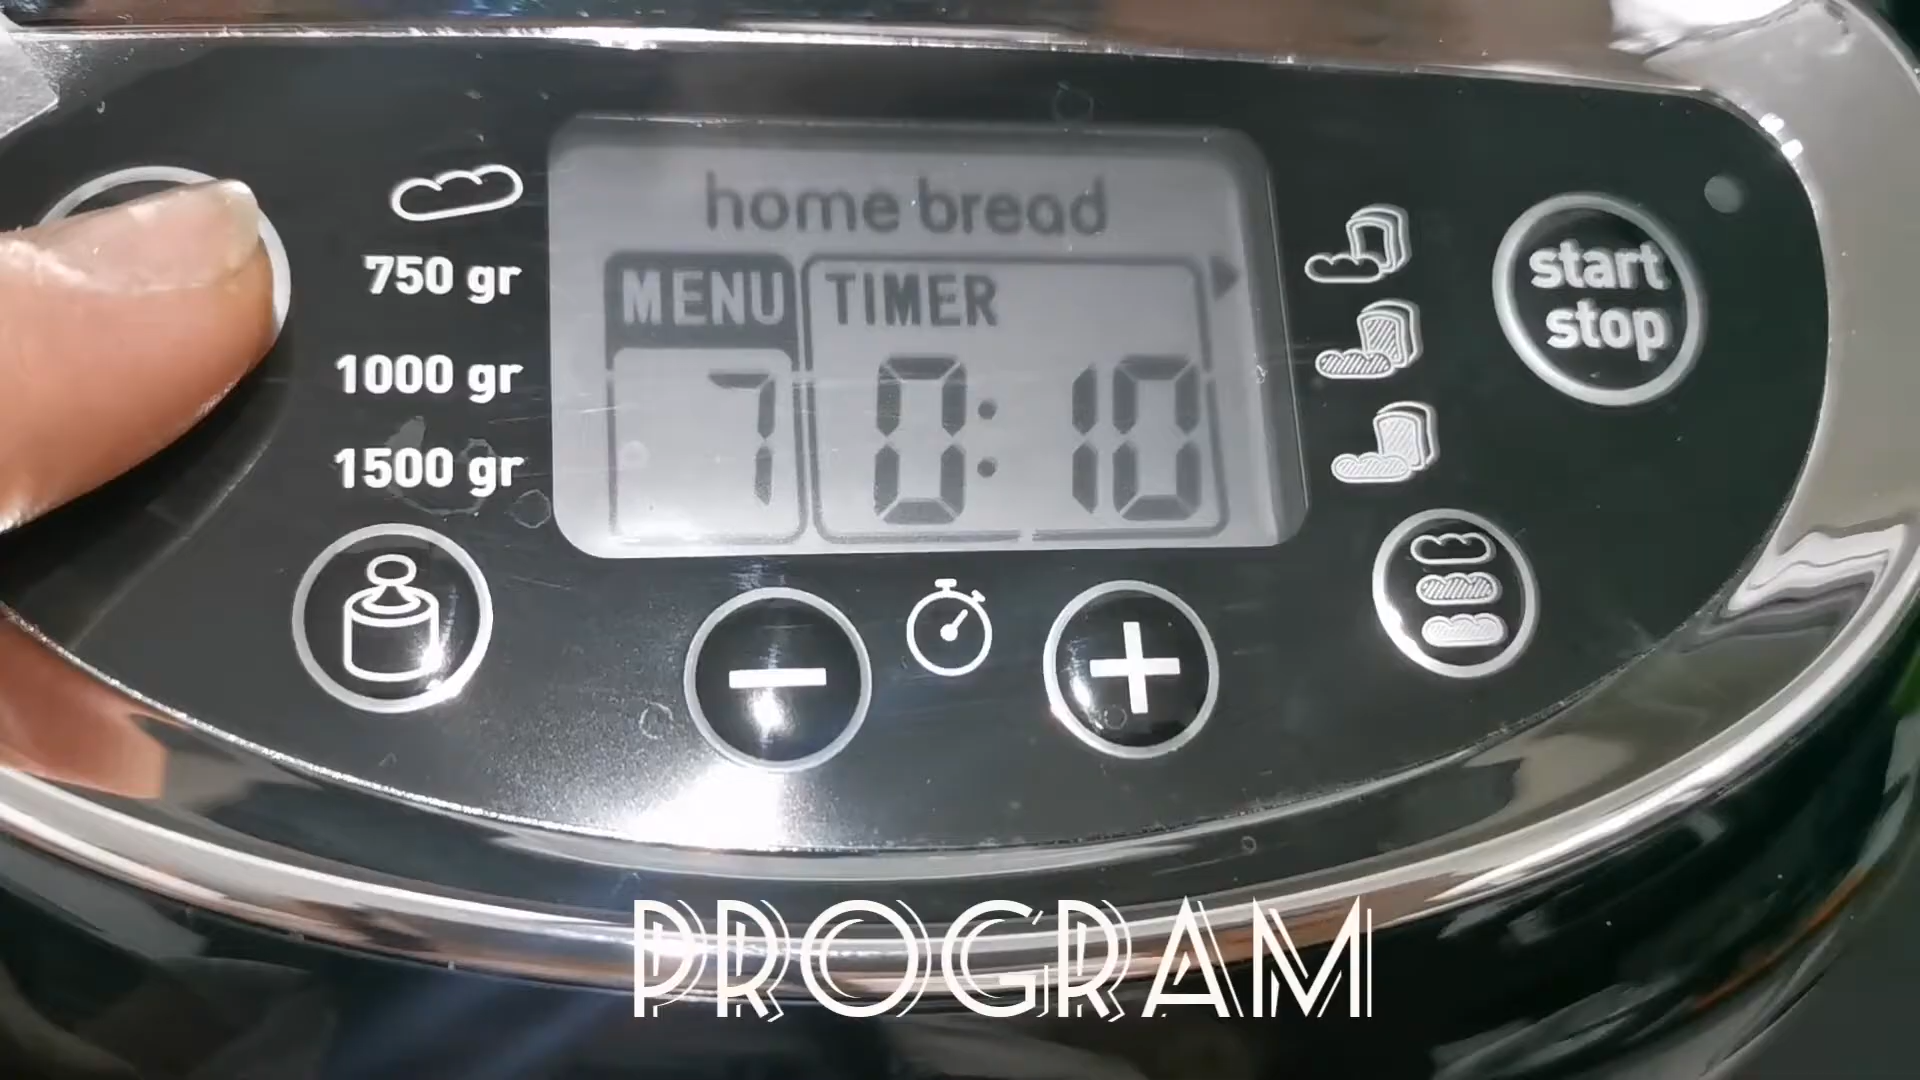 home bread
MENU TIMER
7 0:10
750 gr
1000 gr
1500 gr
start
stop
PROGRAM